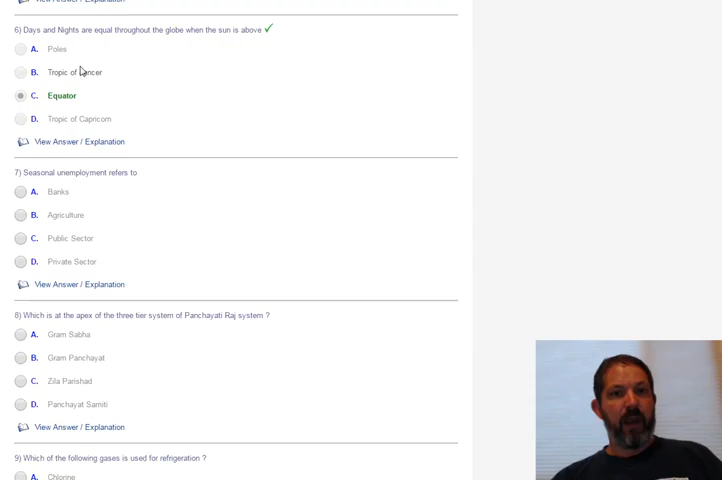 View Answer / Explanation
6) Days and Nights are equal throughout the globe when the sun is above
A. Poles
B. Tropic of Cancer
C. Equator
D. Tropic of Capricorn
View Answer / Explanation
7) Seasonal unemployment refers to
A. Banks
B. Agriculture
C. Public Sector
D. Private Sector
View Answer / Explanation
8) Which is at the apex of the three tier system of Panchayati Raj system ?
A. Gram Sabha
B. Gram Panchayat
C. Zila Parishad
D. Panchayat Samiti
View Answer / Explanation
9) Which of the following gases is used for refrigeration ?
A. Chlorine